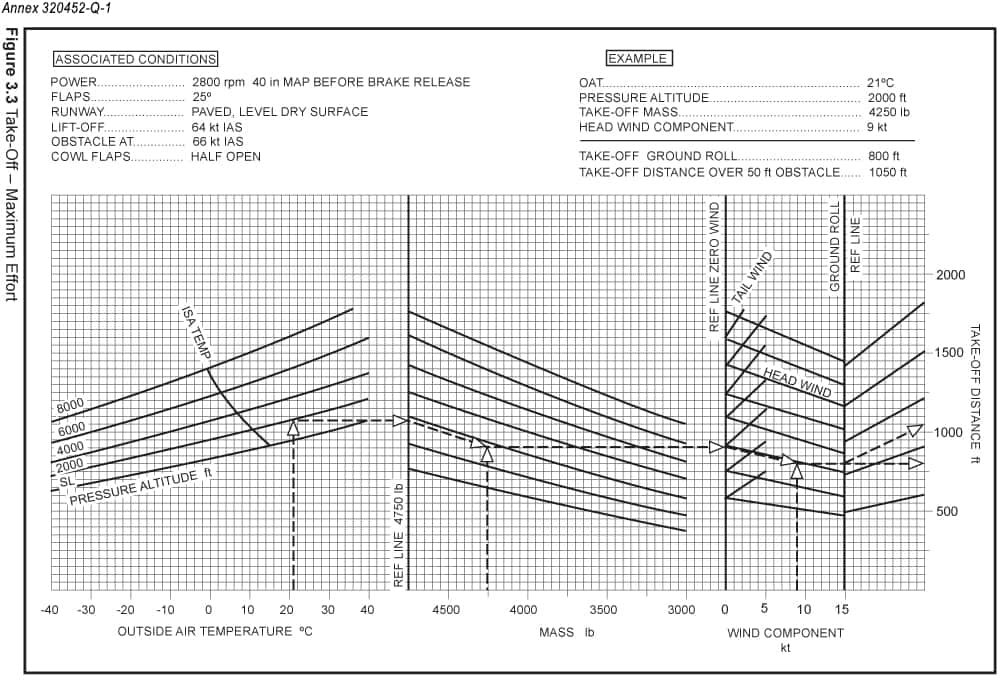 Annex 320452-Q-1
Figure 3.3 Take-Off – Maximum Effort
ASSOCIATED CONDITIONS
POWER..................... 2800 rpm 40 in MAP BEFORE BRAKE RELEASE
FLAPS....................... 25º
RUNWAY................... PAVED, LEVEL DRY SURFACE
LIFT-OFF.................... 64 kt IAS
OBSTACLE AT............. 66 kt IAS
COWL FLAPS.............. HALF OPEN
EXAMPLE
OAT................................................................ 21ºC
PRESSURE ALTITUDE...................................... 2000 ft
TAKE-OFF MASS............................................. 4250 lb
HEAD WIND COMPONENT................................ 9 kt
TAKE-OFF GROUND ROLL.............................. 800 ft
TAKE-OFF DISTANCE OVER 50 ft OBSTACLE..... 1050 ft
ISA TEMP
8000
6000
4000
2000
SL
PRESSURE ALTITUDE ft
REF LINE 4750 lb
REF LINE ZERO WIND
TAIL WIND
HEAD WIND
GROUND ROLL
REF LINE
2000
1500
1000
500
TAKE-OFF DISTANCE ft
-40 -30 -20 -10 0 10 20 30 40 4500 4000 3500 3000 0 5 10 15
OUTSIDE AIR TEMPERATURE ºC
MASS lb
WIND COMPONENT
kt